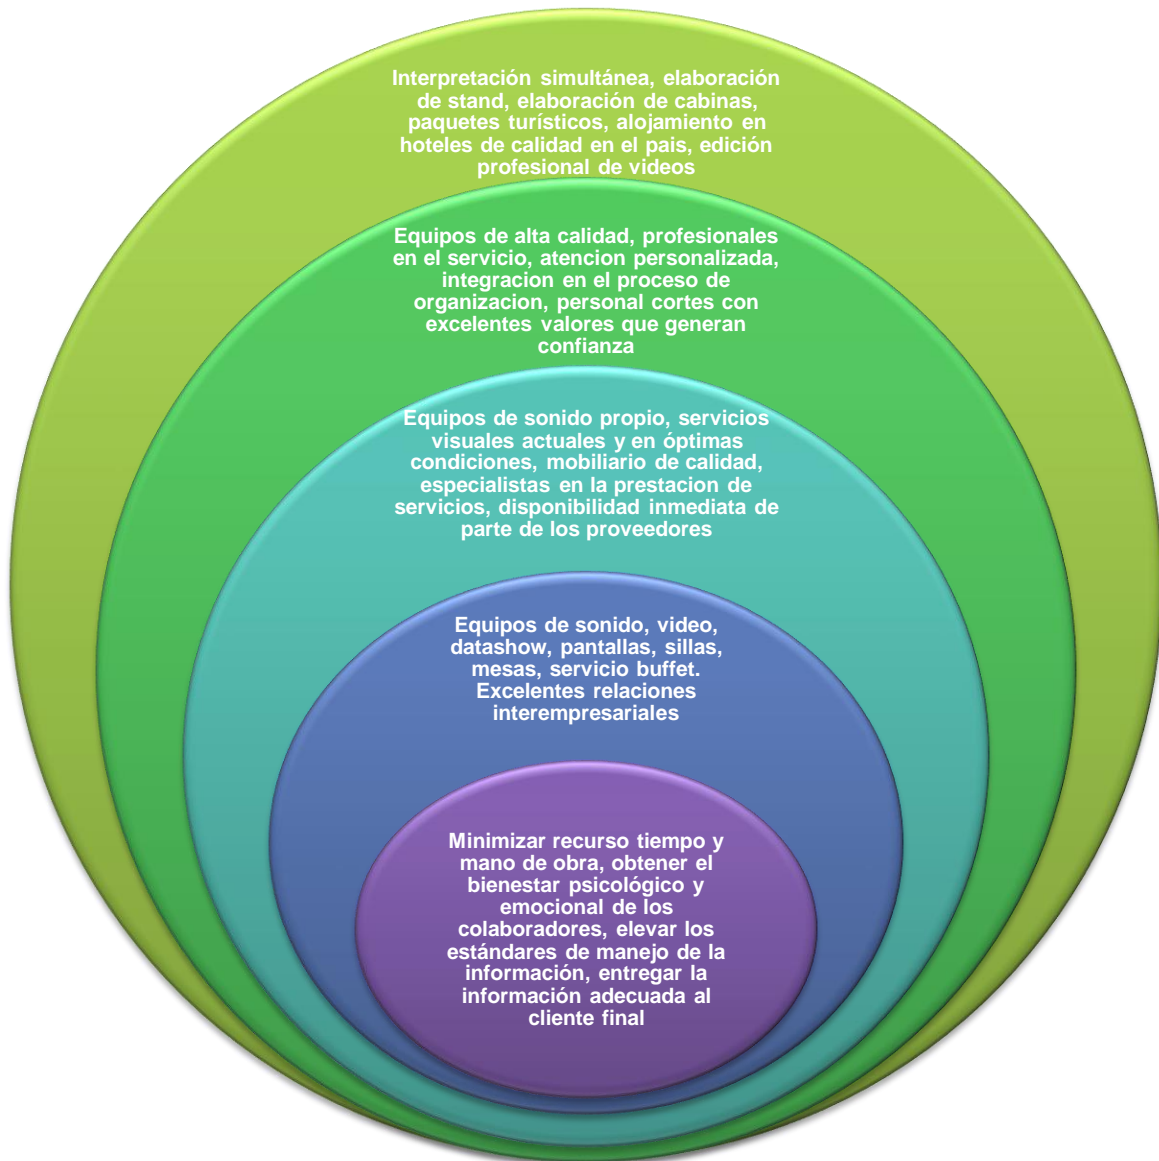 Interpretación simultánea, elaboración
de stand, elaboración de cabinas,
paquetes turísticos, alojamiento en
hoteles de calidad en el pais, edición
profesional de videos
Equipos de alta calidad, profesionales
en el servicio, atencion personalizada,
integracion en el proceso de
organizacion, personal cortes con
excelentes valores que generan
confianza
Equipos de sonido propio, servicios
visuales actuales y en óptimas
condiciones, mobiliario de calidad,
especialistas en la prestacion de
servicios, disponibilidad inmediata de
parte de los proveedores
Equipos de sonido, video,
datashow, pantallas, sillas,
mesas, servicio buffet.
Excelentes relaciones
interempresariales
Minimizar recurso tiempo y
mano de obra, obtener el
bienestar psicológico y
emocional de los
colaboradores, elevar los
estándares de manejo de la
información, entregar la
información adecuada al
cliente final